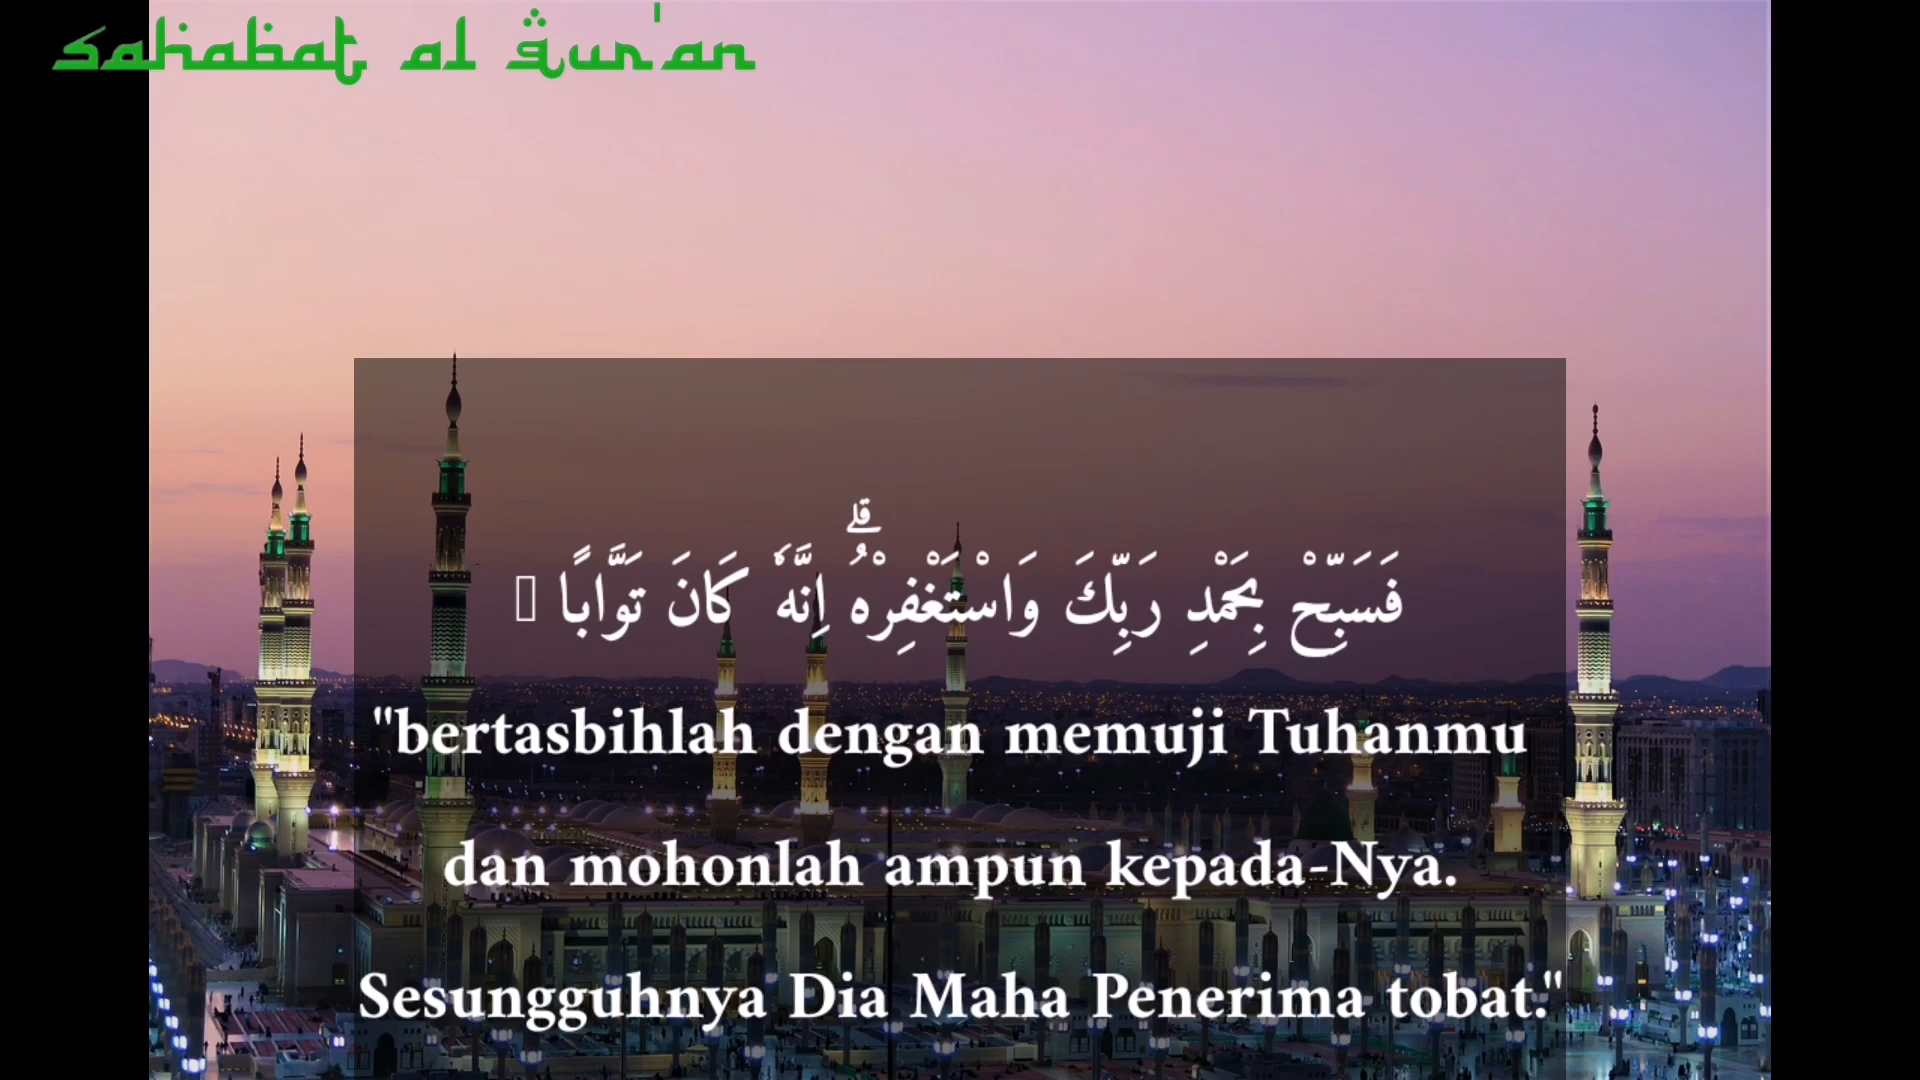 sahabat al qur'an
فَسَبِّحْ بِحَمْدِ رَبِّكَ وَاسْتَغْفِرْهُۗ اِنَّهٗ كَانَ تَوَّابًا
"bertasbihlah dengan memuji Tuhanmu
dan mohonlah ampun kepada-Nya.
Sesungguhnya Dia Maha Penerima tobat."